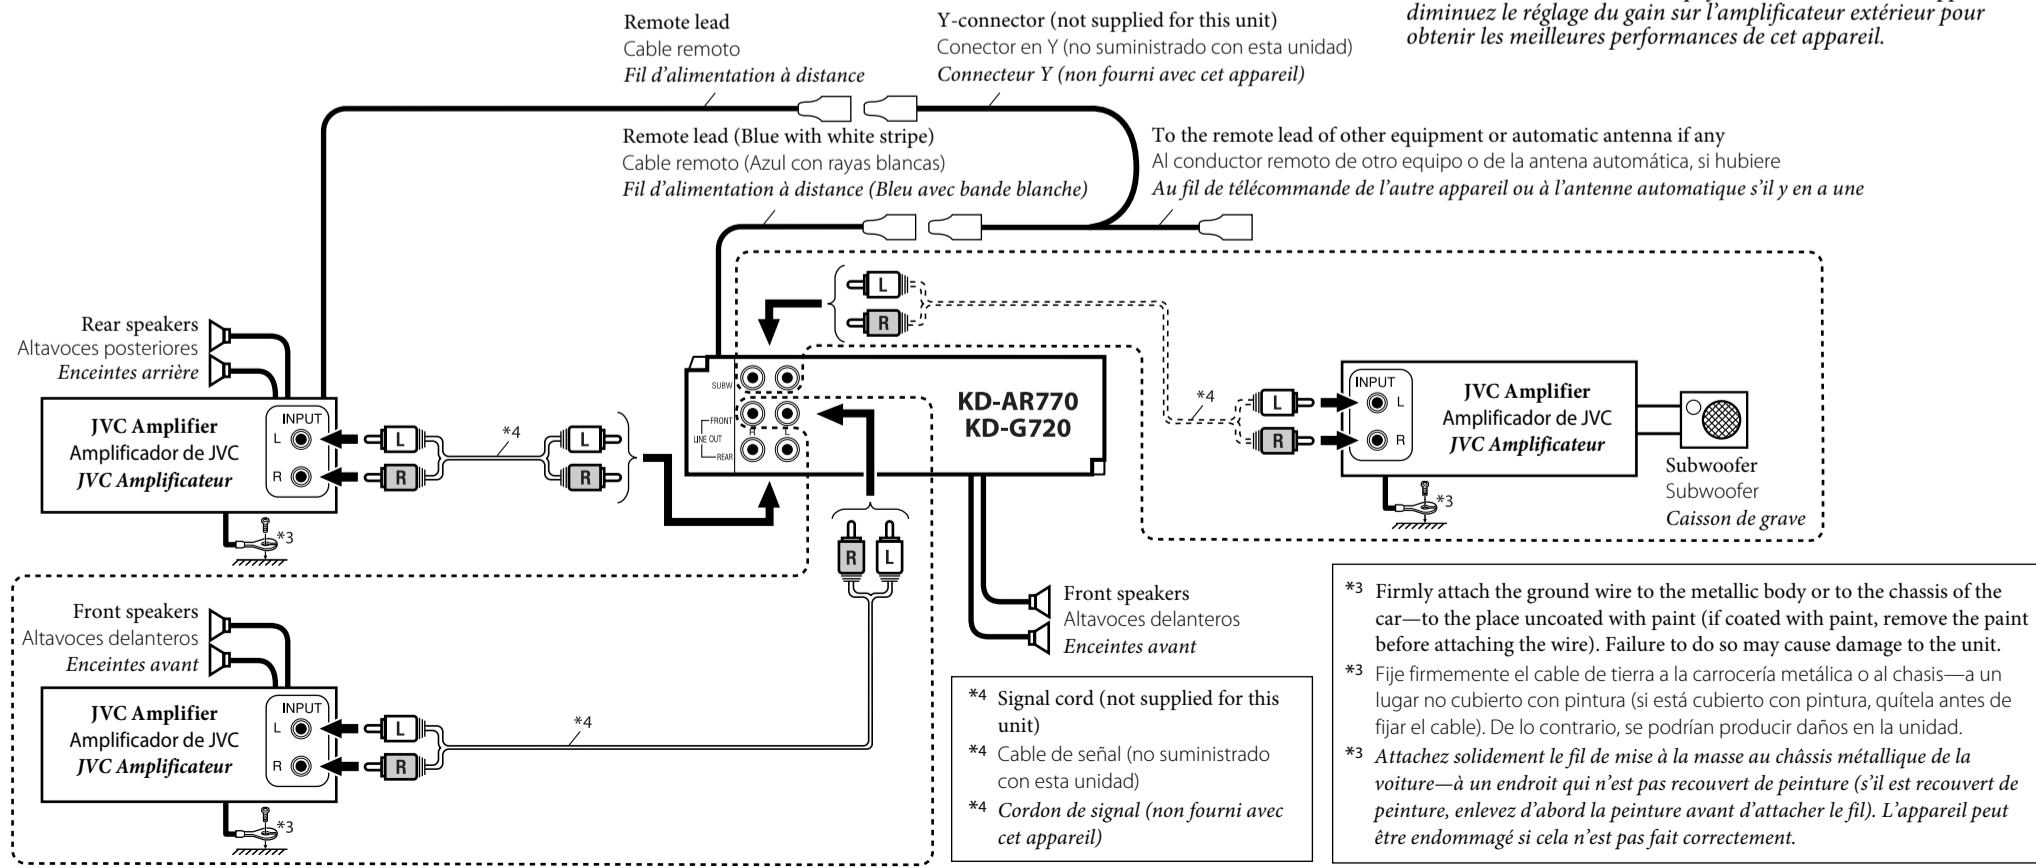 diminuez le réglage du gain sur l'amplificateur extérieur pour
obtenir les meilleures performances de cet appareil.
Remote lead
Cable remoto
Fil d'alimentation à distance
Y-connector (not supplied for this unit)
Conector en Y (no suministrado con esta unidad)
Connecteur Y (non fourni avec cet appareil)
Remote lead (Blue with white stripe)
Cable remoto (Azul con rayas blancas)
Fil d'alimentation à distance (Bleu avec bande blanche)
To the remote lead of other equipment or automatic antenna if any
Al conductor remoto de otro equipo o de la antena automática, si hubiere
Au fil de télécommande de l'autre appareil ou à l'antenne automatique s'il y en a une
L
R
Rear speakers
Altavoces posteriores
Enceintes arrière
JVC Amplifier
Amplificador de JVC
JVC Amplificateur
INPUT
L
R
L
R
*4
L
R
*3
SUBW
FRONT
LINE OUT
REAR
R
L
KD-AR770
KD-G720
*4
L
R
INPUT
L
R
JVC Amplifier
Amplificador de JVC
JVC Amplificateur
*3
Subwoofer
Subwoofer
Caisson de grave
R
L
Front speakers
Altavoces delanteros
Enceintes avant
Front speakers
Altavoces delanteros
Enceintes avant
JVC Amplifier
Amplificador de JVC
JVC Amplificateur
INPUT
L
R
L
R
*4
*3
*4 Signal cord (not supplied for this
unit)
*4 Cable de señal (no suministrado
con esta unidad)
*4 Cordon de signal (non fourni avec
cet appareil)
*3 Firmly attach the ground wire to the metallic body or to the chassis of the
car—to the place uncoated with paint (if coated with paint, remove the paint
before attaching the wire). Failure to do so may cause damage to the unit.
*3 Fije firmemente el cable de tierra a la carrocería metálica o al chasis—a un
lugar no cubierto con pintura (si está cubierto con pintura, quítela antes de
fijar el cable). De lo contrario, se podrían producir daños en la unidad.
*3 Attachez solidement le fil de mise à la masse au châssis métallique de la
voiture—à un endroit qui n'est pas recouvert de peinture (s'il est recouvert de
peinture, enlevez d'abord la peinture avant d'attacher le fil). L'appareil peut
être endommagé si cela n'est pas fait correctement.